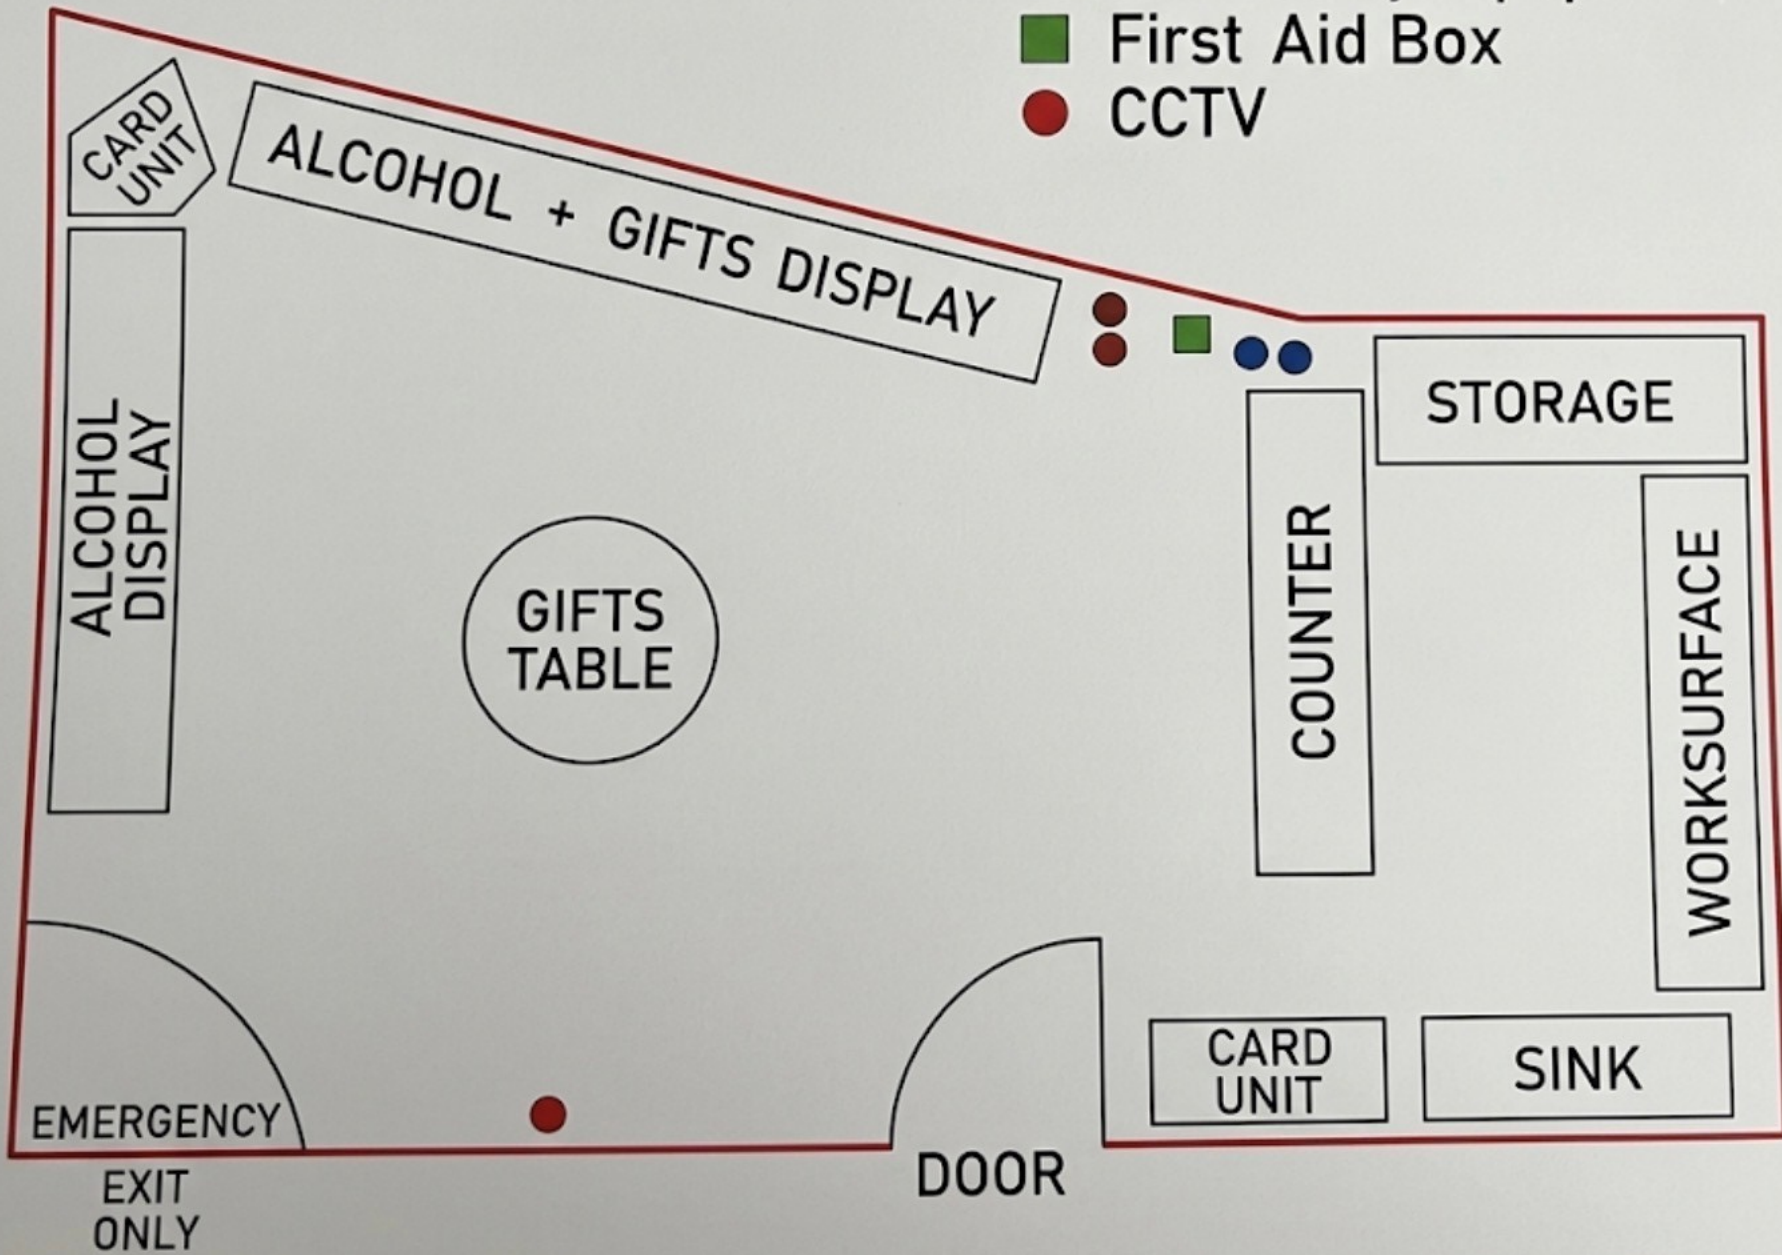 First Aid Box
CCTV
CARD
UNIT
ALCOHOL + GIFTS DISPLAY
ALCOHOL
DISPLAY
GIFTS
TABLE
STORAGE
COUNTER
WORKSURFACE
CARD
UNIT
SINK
EMERGENCY
EXIT
ONLY
DOOR